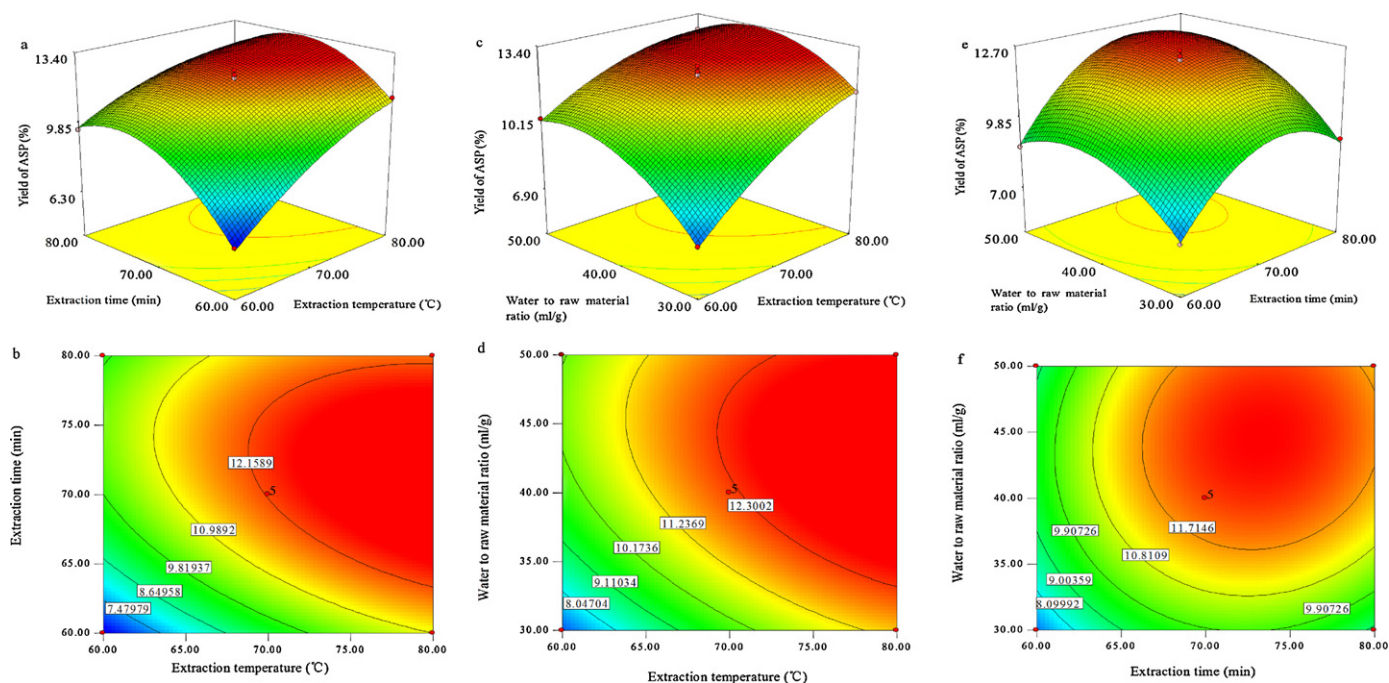 a
13.40
9.85
6.30
Yield of ASP (%)
80.00
70.00
60.00
Extraction time (min)
60.00
70.00
80.00
Extraction temperature (℃)
c
13.40
10.15
6.90
Yield of ASP (%)
50.00
40.00
30.00
Water to raw material
ratio (ml/g)
60.00
70.00
80.00
Extraction temperature (℃)
e
12.70
9.85
7.00
Yield of ASP (%)
50.00
40.00
30.00
Water to raw material
ratio (ml/g)
60.00
70.00
80.00
Extraction time (min)
b
80.00
75.00
70.00
65.00
60.00
Extraction time (min)
12.1589
5
10.9892
9.81937
8.64958
7.47979
60.00 65.00 70.00 75.00 80.00
Extraction temperature (℃)
d
50.00
45.00
40.00
35.00
30.00
Water to raw material ratio (ml/g)
5
12.3002
11.2369
10.1736
9.11034
8.04704
60.00 65.00 70.00 75.00 80.00
Extraction temperature (℃)
f
50.00
45.00
40.00
35.00
30.00
Water to raw material ratio (ml/g)
5
11.7146
9.90726
10.8109
9.00359
8.09992
9.90726
60.00 65.00 70.00 75.00 80.00
Extraction time (min)